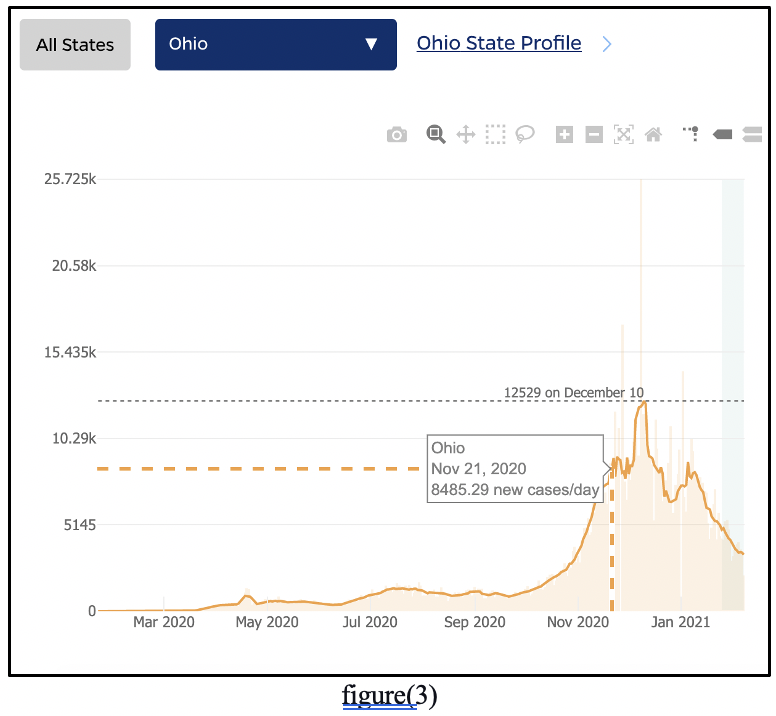 All States
Ohio
Ohio State Profile
25.725k
20.58k
15.435k
12529 on December 10
10.29k
Ohio
Nov 21, 2020
8485.29 new cases/day
5145
0
Mar 2020 May 2020 Jul 2020 Sep 2020 Nov 2020 Jan 2021
figure(3)